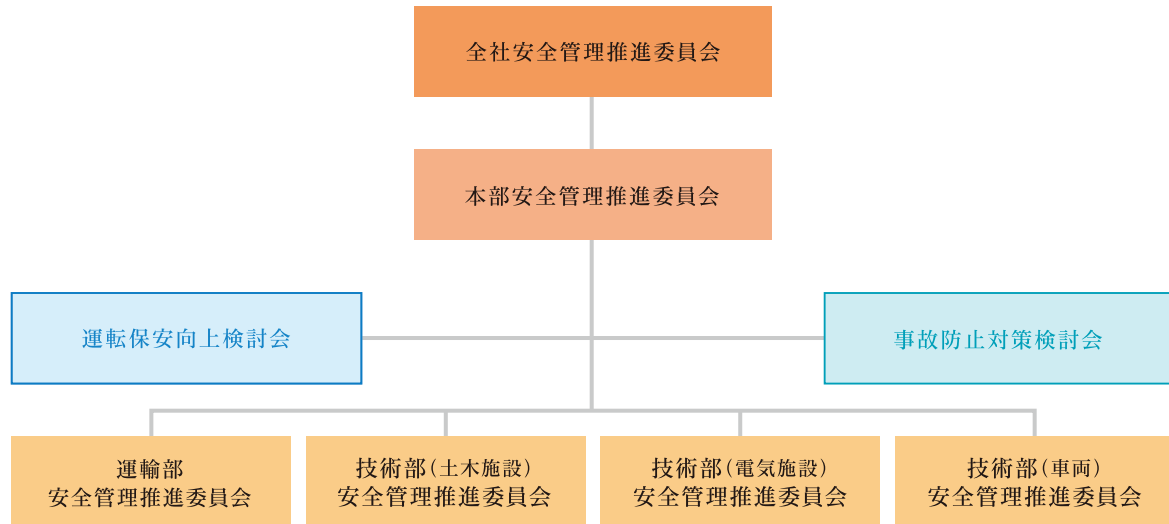 全社安全管理推進委員会
本部安全管理推進委員会
運転保安向上検討会
事故防止対策検討会
運輸部
安全管理推進委員会
技術部(土木施設)
安全管理推進委員会
技術部(電気施設)
安全管理推進委員会
技術部(車両)
安全管理推進委員会